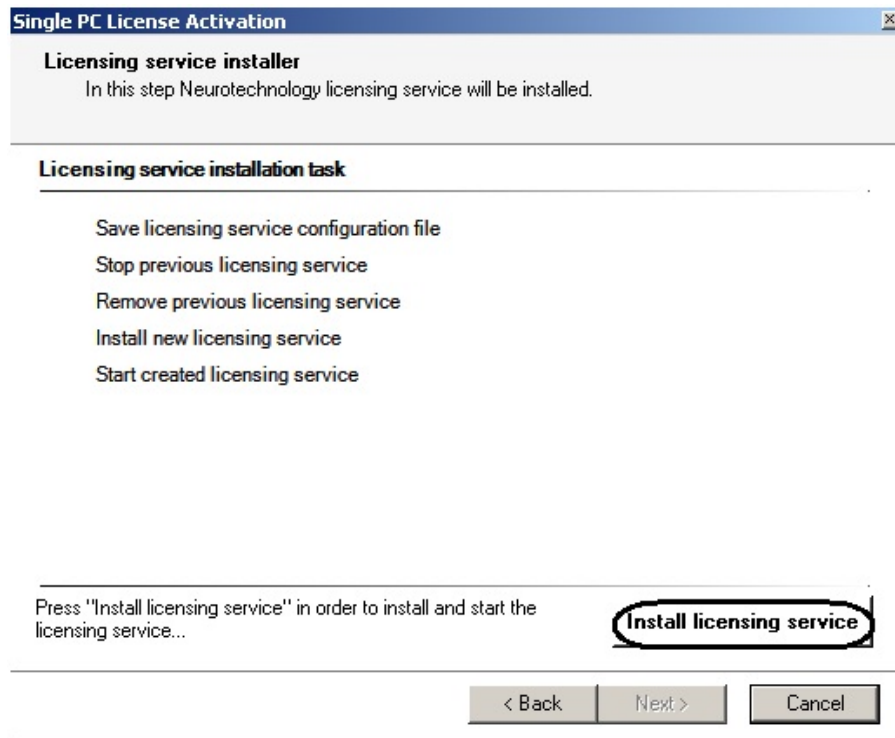 Single PC License Activation
Licensing service installer
In this step Neurotechnology licensing service will be installed.
Licensing service installation task
Save licensing service configuration file
Stop previous licensing service
Remove previous licensing service
Install new licensing service
Start created licensing service
Press "Install licensing service" in order to install and start the
licensing service...
Install licensing service
< Back
Next >
Cancel